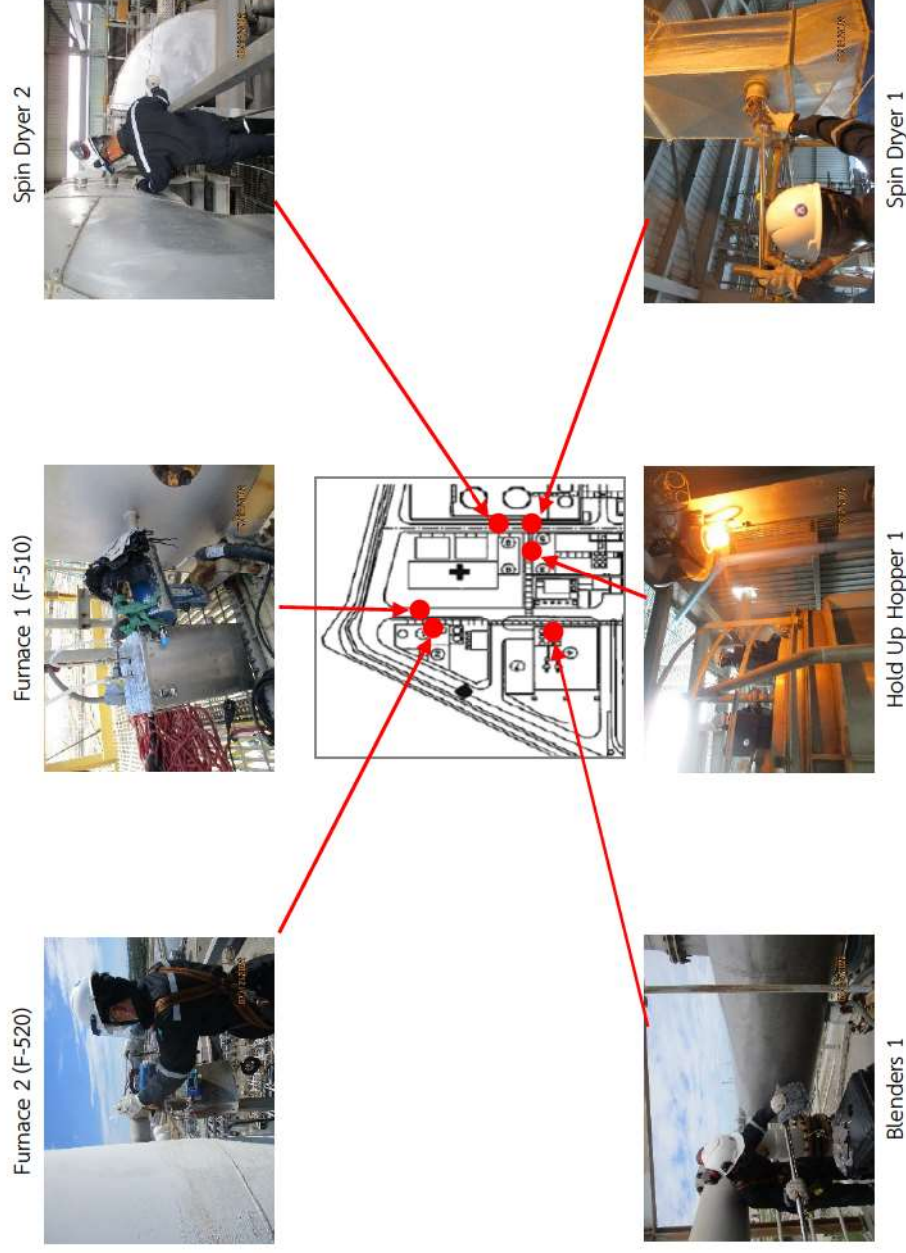 Furnace 2 (F-520)
Furnace 1 (F-510)
Spin Dryer 2
Blenders 1
Hold Up Hopper 1
Spin Dryer 1